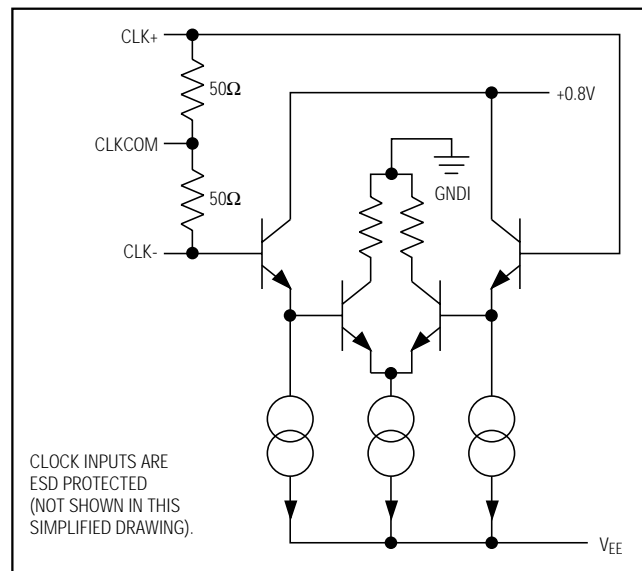 CLK+
50Ω
+0.8V
CLKCOM
GNDI
50Ω
CLK-
CLOCK INPUTS ARE
ESD PROTECTED
(NOT SHOWN IN THIS
SIMPLIFIED DRAWING).
VEE